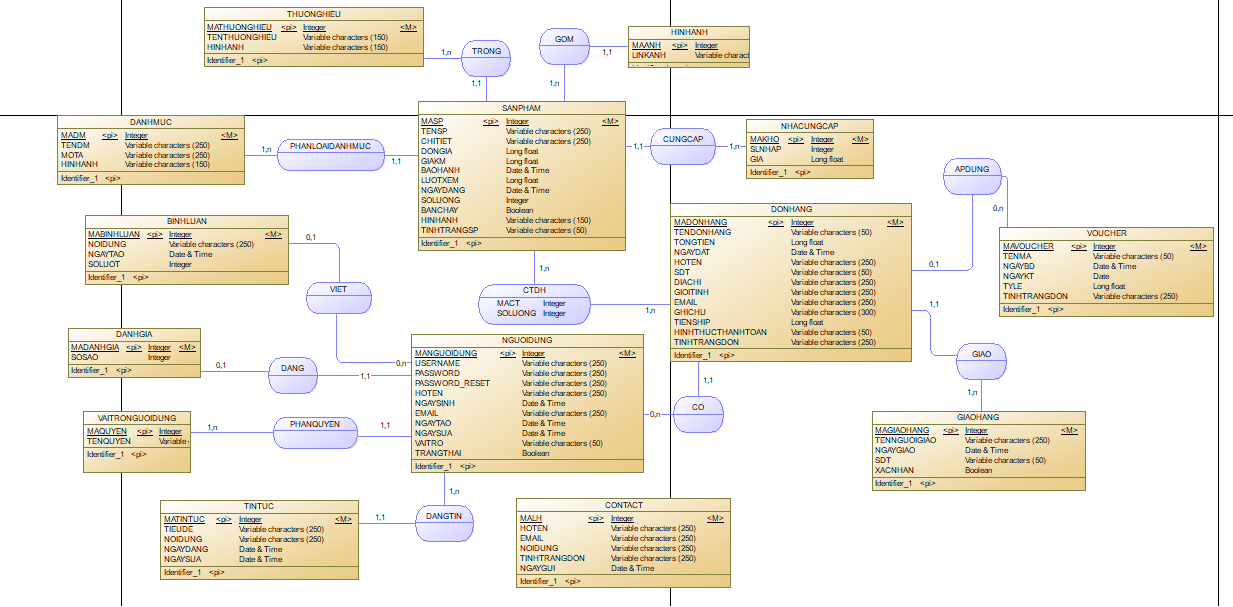 THUONGHIEU
MATHUONGHIEU <pi> Integer <M>
TENTHUONGHIEU Variable characters (150)
HINHANH Variable characters (150)
Identifier_1 <pi>
1,n
TRONG
1,1
GOM
1,1
1,n
HINHANH
MAANH <pi> Integer
LINKANH Variable charact
DANHMUC
MADM <pi> Integer <M>
TENDM Variable characters (250)
MOTA Variable characters (250)
HINHANH Variable characters (150)
Identifier_1 <pi>
1,n
PHANLOAIDANHMUC
1,1
SANPHAM
MASP <pi> Integer <M>
TENSP Variable characters (250)
CHITIET Variable characters (250)
DONGIA Long float
GIAKM Long float
BAOHANH Date & Time
LUOTXEM Long float
NGAYDANG Date & Time
SOLUONG Integer
BANCHAY Boolean
HINHANH Variable characters (150)
TINHTRANGSP Variable characters (50)
Identifier_1 <pi>
1,1
CUNGCAP
1,n
NHACUNGCAP
MAKHO <pi> Integer <M>
SLNHAP Integer
GIA Long float
Identifier_1 <pi>
APDUNG
0,n
0,1
BINHLUAN
MABINHLUAN <pi> Integer <M>
NOIDUNG Variable characters (250)
NGAYTAO Date & Time
SOLUOT Integer
Identifier_1 <pi>
0,1
VIET
0,n
1,n
CTDH
MACT Integer
SOLUONG Integer
1,n
DONHANG
MADONHANG <pi> Integer <M>
TENDONHANG Variable characters (50)
TONGTIEN Long float
NGAYDAT Date & Time
HOTEN Variable characters (250)
SDT Variable characters (50)
DIACHI Variable characters (250)
GIOITINH Variable characters (250)
EMAIL Variable characters (250)
GHICHU Variable characters (300)
TIENSHIP Long float
HINHTHUCTHANHTOAN Variable characters (50)
TINHTRANGDON Variable characters (250)
Identifier_1 <pi>
VOUCHER
MAVOUCHER <pi> Integer <M>
TENMA Variable characters (50)
NGAYBD Date & Time
NGAYKT Date
TYLE Long float
TINHTRANGDON Variable characters (250)
Identifier_1 <pi>
1,1
GIAO
1,n
DANHGIA
MADANHGIA <pi> Integer <M>
SOSAO Integer
Identifier_1 <pi>
0,1
DANG
1,1
NGUOIDUNG
MANGUOIDUNG <pi> Integer <M>
USERNAME Variable characters (250)
PASSWORD Variable characters (250)
PASSWORD_RESET Variable characters (250)
HOTEN Variable characters (250)
NGAYSINH Date & Time
EMAIL Variable characters (250)
NGAYTAO Date & Time
NGAYSUA Date & Time
VAITRO Variable characters (50)
TRANGTHAI Boolean
Identifier_1 <pi>
1,1
CO
0,n
VAITRONGUOIDUNG
MAQUYEN <pi> Integer
TENQUYEN Variable
Identifier_1 <pi>
1,n
PHANQUYEN
1,1
GIAOHANG
MAGIAOHANG <pi> Integer <M>
TENNGUOIGIAO Variable characters (250)
NGAYGIAO Date & Time
SDT Variable characters (50)
XACNHAN Boolean
Identifier_1 <pi>
TINTUC
MATINTUC <pi> Integer <M>
TIEUDE Variable characters (250)
NOIDUNG Variable characters (250)
NGAYDANG Date & Time
NGAYSUA Date & Time
Identifier_1 <pi>
1,1
DANGTIN
1,n
CONTACT
MALH <pi> Integer <M>
HOTEN Variable characters (250)
EMAIL Variable characters (250)
NOIDUNG Variable characters (250)
TINHTRANGDON Variable characters (250)
NGAYGUI Date & Time
Identifier_1 <pi>